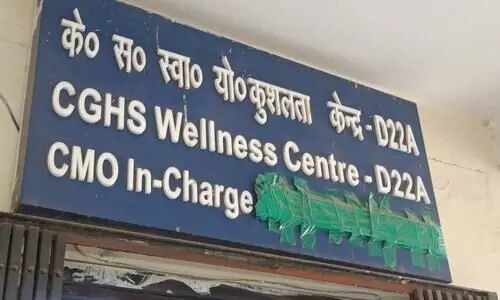 के० स० स्वा० यो० कुशलता केन्द्र - D22A
CGHS Wellness Centre - D22A
CMO In-Charge